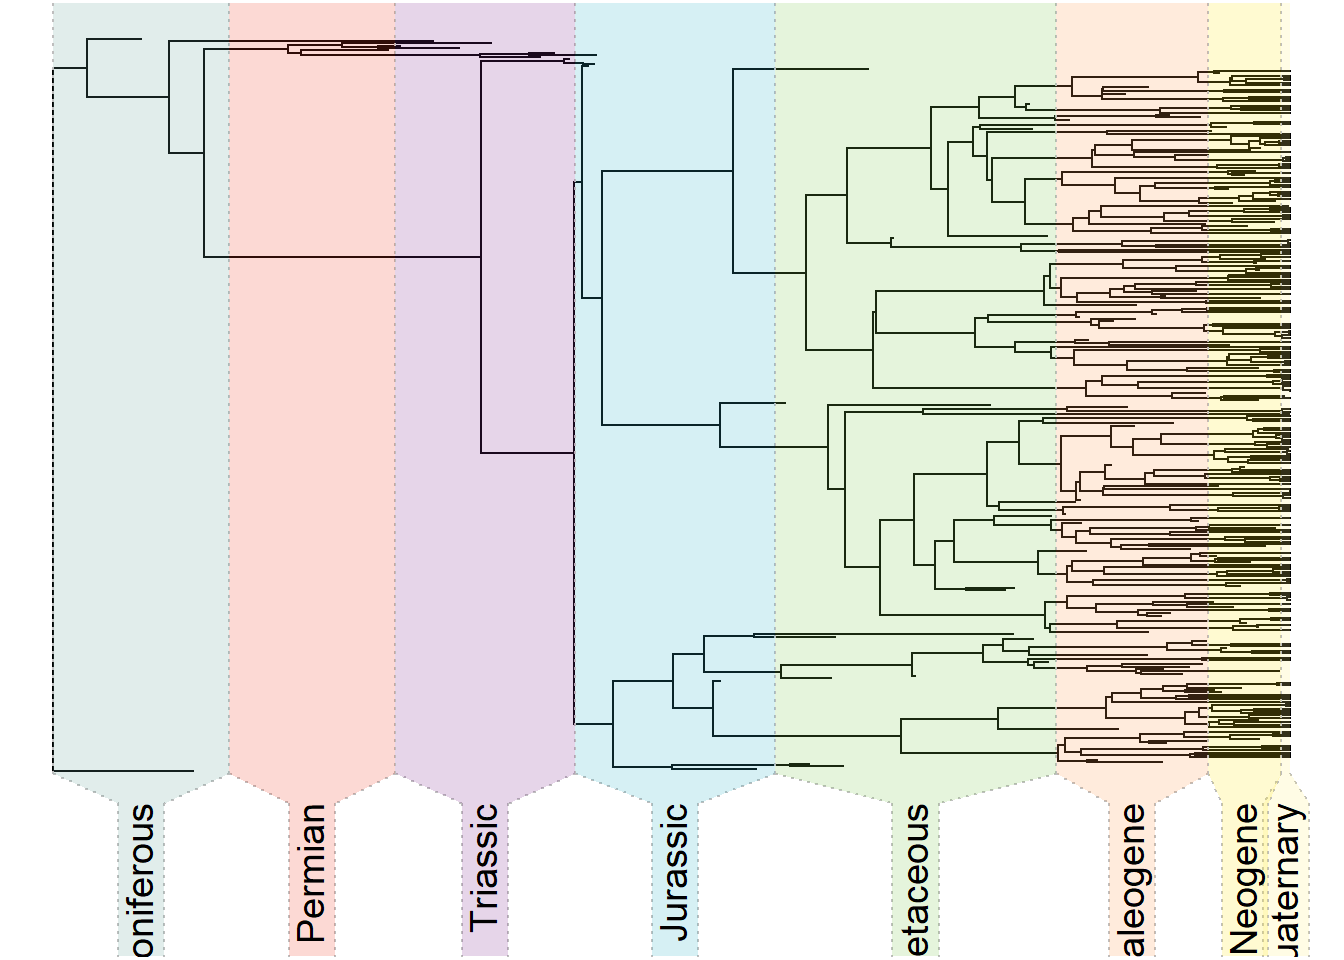 oniferous
Permian
Triassic
Jurassic
etaceous
aleogene
Neogene
uaternary